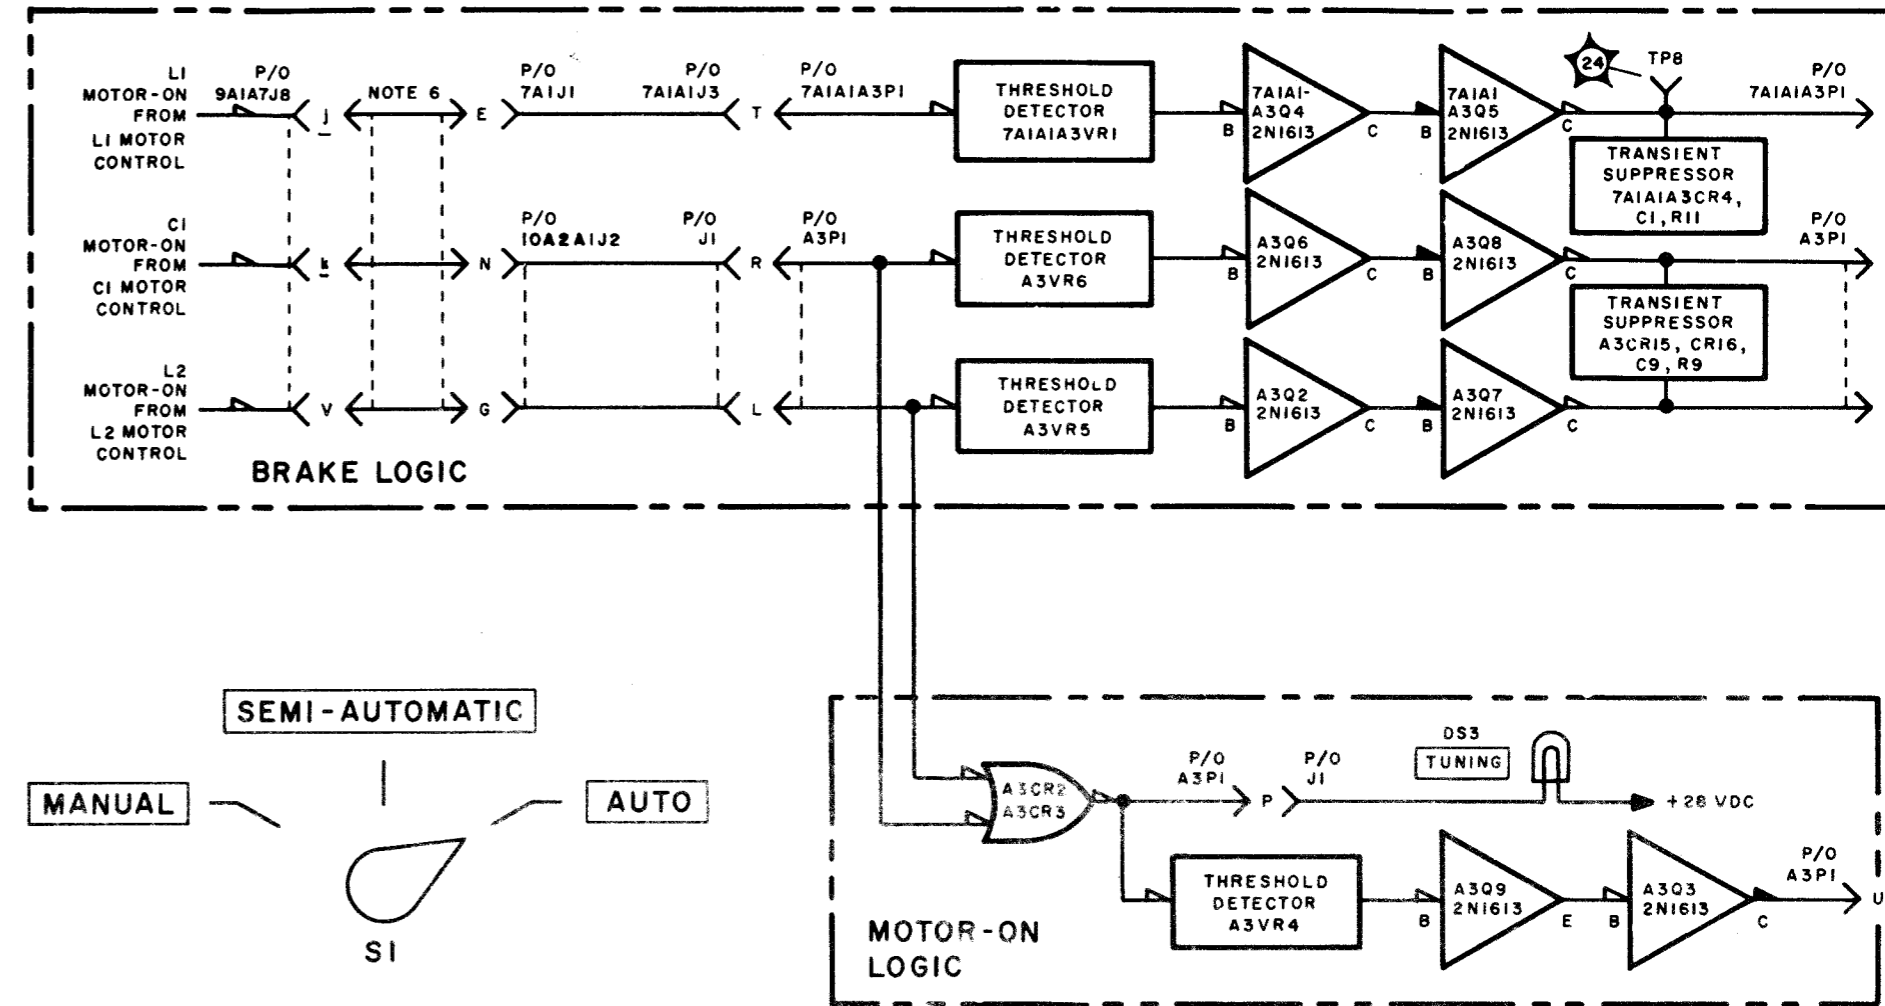 L1
MOTOR-ON
FROM
L1 MOTOR
CONTROL
P/O
9A1A7J8
j
NOTE 6
E
P/O
7A1J1
P/O
7A1A1J3
T
P/O
7A1A1A3P1
THRESHOLD
DETECTOR
7A1A1A3VR1
B
7A1A1-
A3Q4
2N1613
C
B
7A1A1
A3Q5
2N1613
C
24
TP8
P/O
7A1A1A3P1
TRANSIENT
SUPPRESSOR
7A1A1A3CR4,
C1, R11
C1
MOTOR-ON
FROM
C1 MOTOR
CONTROL
k
N
P/O
10A2A1J2
P/O
J1
R
P/O
A3P1
THRESHOLD
DETECTOR
A3VR6
B
A3Q6
2N1613
C
B
A3Q8
2N1613
C
P/O
A3P1
TRANSIENT
SUPPRESSOR
A3CR15, CR16,
C9, R9
L2
MOTOR-ON
FROM
L2 MOTOR
CONTROL
V
G
L
THRESHOLD
DETECTOR
A3VR5
B
A3Q2
2N1613
C
B
A3Q7
2N1613
C
BRAKE LOGIC
SEMI-AUTOMATIC
MANUAL
AUTO
S1
A3CR2
A3CR3
P/O
A3P1
P
P/O
J1
DS3
TUNING
+28 VDC
THRESHOLD
DETECTOR
A3VR4
B
A3Q9
2N1613
E
B
A3Q3
2N1613
C
P/O
A3P1
U
MOTOR-ON
LOGIC